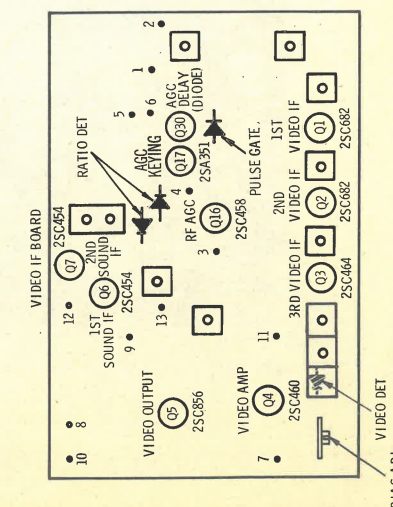 VIDEO IF BOARD
RATIO DET
10
8
12
Q7
2SC454
2ND
SOUND
IF
Q6
2SC454
1ST
SOUND IF
9
13
AGC
KEYING
Q17
2SA351
5
6
1
2
Q30
AGC
DELAY
(DIODE)
4
RF AGC
Q16
2SC458
3
PULSE GATE
VIDEO OUTPUT
Q5
2SC856
11
VIDEO AMP
Q4
2SC460
7
3RD VIDEO IF
Q3
2SC464
2ND
VIDEO IF
Q2
2SC682
1ST
VIDEO IF
Q1
2SC682
VIDEO DET